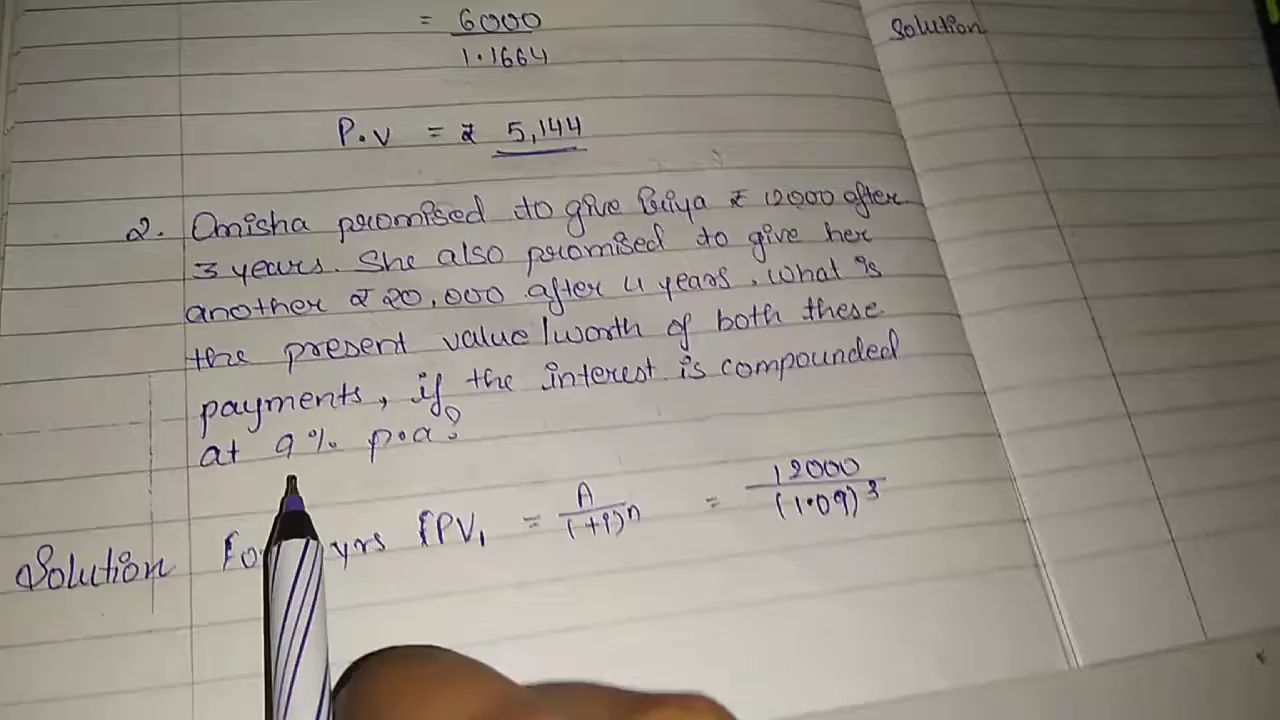 = 6000
1.1664
Solution
P.V = ₹ 5,144
2. Omisha promised to give Priya ₹ 12000 after
3 years. She also promised to give her
another ₹ 20,000 after 4 years. What is
the present value/worth of both these
payments, if the interest is compounded
at 9% p.a?
Solution yrs PV₁ = A/(1+i)ⁿ = 12000/(1.09)³